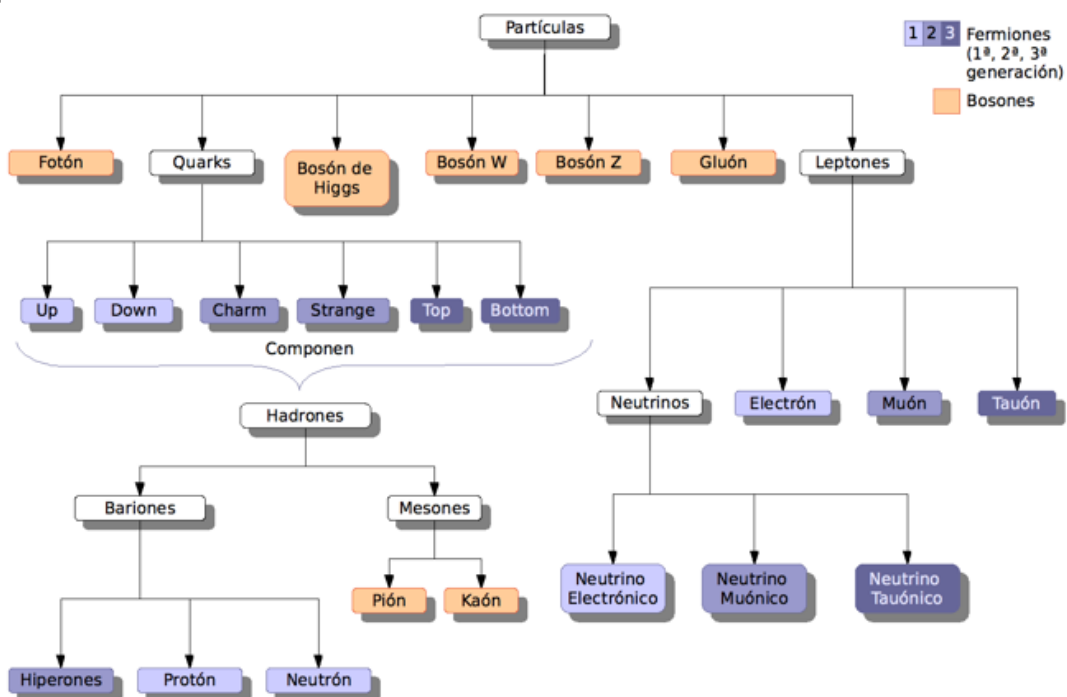 Partículas
1 2 3 Fermiones
(1ª, 2ª, 3ª
generación)
Bosones
Fotón
Quarks
Bosón de
Higgs
Bosón W
Bosón Z
Gluón
Leptones
Up
Down
Charm
Strange
Top
Bottom
Componen
Hadrones
Neutrinos
Electrón
Muón
Tauón
Bariones
Mesones
Pión
Kaón
Neutrino
Electrónico
Neutrino
Muónico
Neutrino
Tauónico
Hiperones
Protón
Neutrón